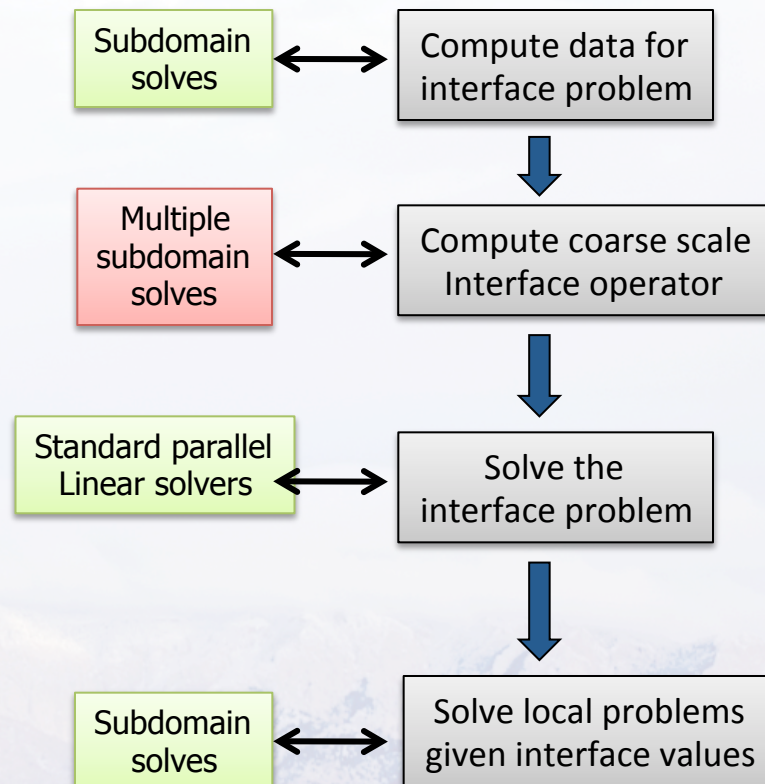 Subdomain
solves
Compute data for
interface problem
Multiple
subdomain
solves
Compute coarse scale
Interface operator
Standard parallel
Linear solvers
Solve the
interface problem
Subdomain
solves
Solve local problems
given interface values